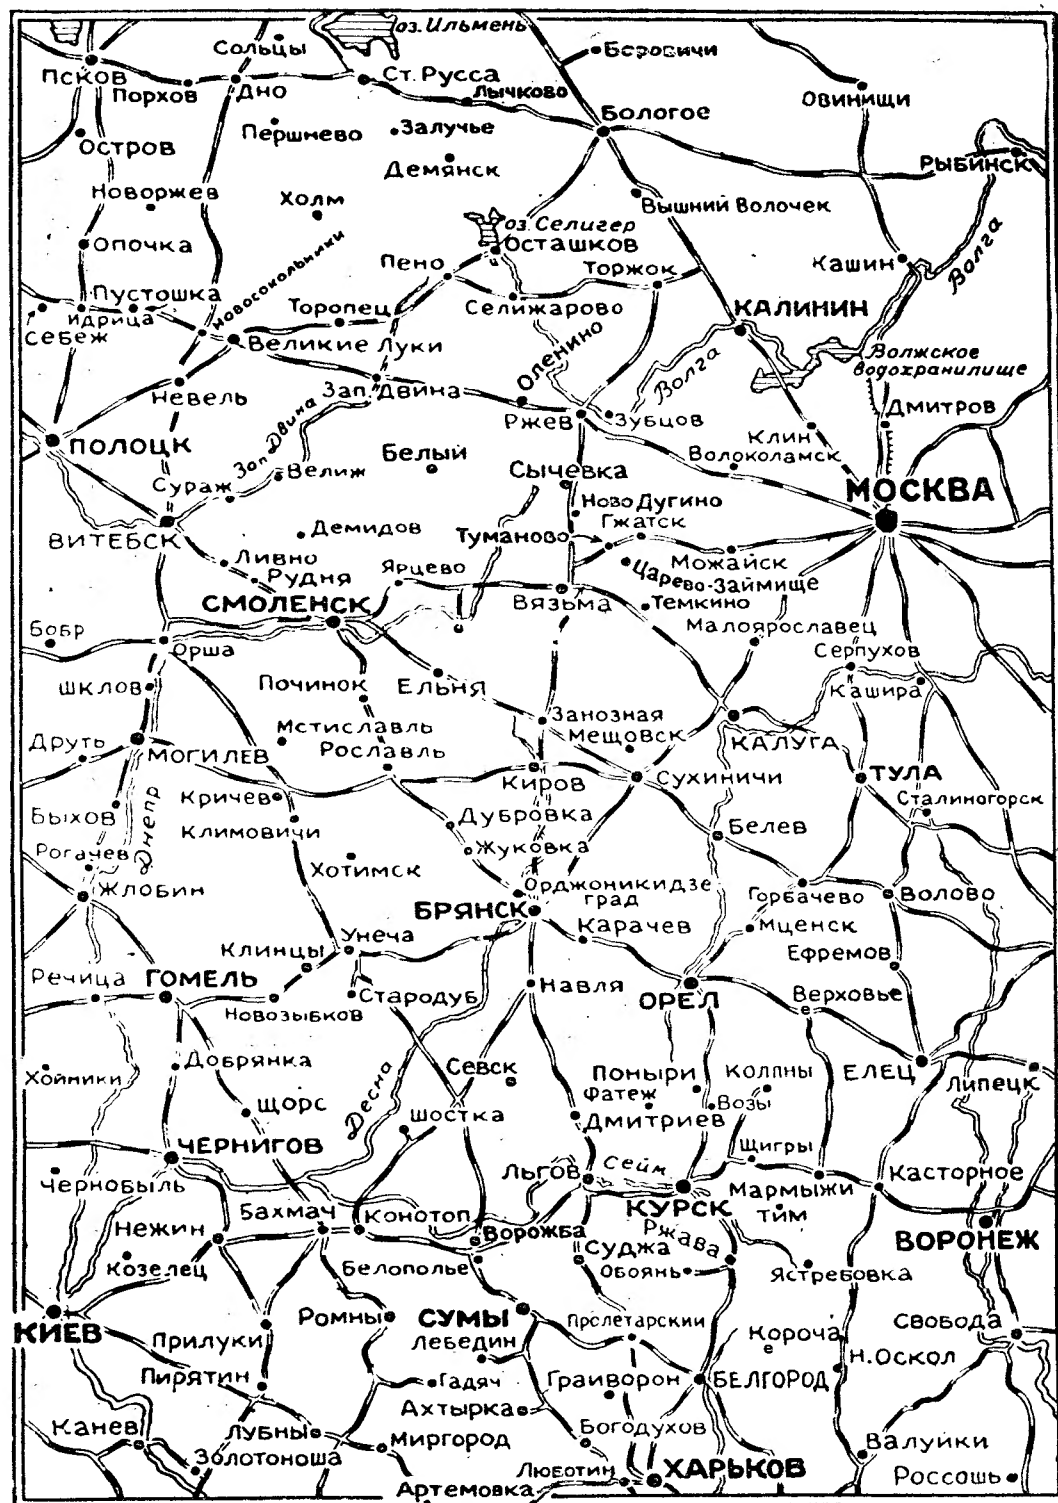 оз. Ильмень
Сольцы
Боровичи
Псков
Порхов
Дно
Ст. Русса
Лычково
Овинищи
Першнево
Залучье
Бологое
Остров
Демянск
Рыбинск
Новоржев
Холм
Вышний Волочек
оз. Селигер
Осташков
Опочка
Новосокольники
Пено
Торжок
Кашин
Волга
Пустошка
Идрица
Себеж
Торопец
Селижарово
КАЛИНИН
Великие Луки
Оленино
Волга
Волжское
водохранилище
Невель
Зап. Двина
Ржев
Зубцов
Дмитров
ПОЛОЦК
Зап. Двина
Клин
Волоколамск
Белый
Сычевка
Сураж
Велиж
МОСКВА
Ново Дугино
Гжатск
ВИТЕБСК
Демидов
Туманово
Ливно
Рудня
Ярцево
Можайск
Царево-Займище
СМОЛЕНСК
Вязьма
Темкино
Бобр
Орша
Малоярославец
Серпухов
Шклов
Починок
Ельня
Кашира
Занозная
Мстиславль
Мещовск
Друть
МОГИЛЕВ
Рославль
КАЛУГА
Киров
Сухиничи
ТУЛА
Кричев
Сталиногорск
Быхов
Днепр
Климовичи
Дубровка
Белев
Рогачев
Жуковка
Хотимск
Жлобин
Орджоникидзе
град
Горбачево
Волово
БРЯНСК
Карачев
Мценск
Унеча
Клинцы
Ефремов
Речица
ГОМЕЛЬ
Стародуб
Навля
ОРЕЛ
Верховье
Новозыбков
Добрянка
Десна
Севск
Поныри
Колпны
ЕЛЕЦ
Липецк
Хойники
Щорс
Шостка
Фатеж
Дмитриев
Возы
ЧЕРНИГОВ
Щигры
Чернобыль
Льгов
Сейм
КУРСК
Мармыжи
Касторное
Тим
Нежин
Бахмач
Конотоп
Ворожба
Ржава
ВОРОНЕЖ
Козелец
Белополье
Суджа
Обоянь
Ястребовка
КИЕВ
Прилуки
Ромны
СУМЫ
Пролетарский
Короча
Свобода
Лебедин
Н. Оскол
Пирятин
Гадяч
Грайворон
БЕЛГОРОД
Ахтырка
Канев
Лубны
Миргород
Богодухов
Валуйки
Золотоноша
Люботин
ХАРЬКОВ
Россошь
Артемовка